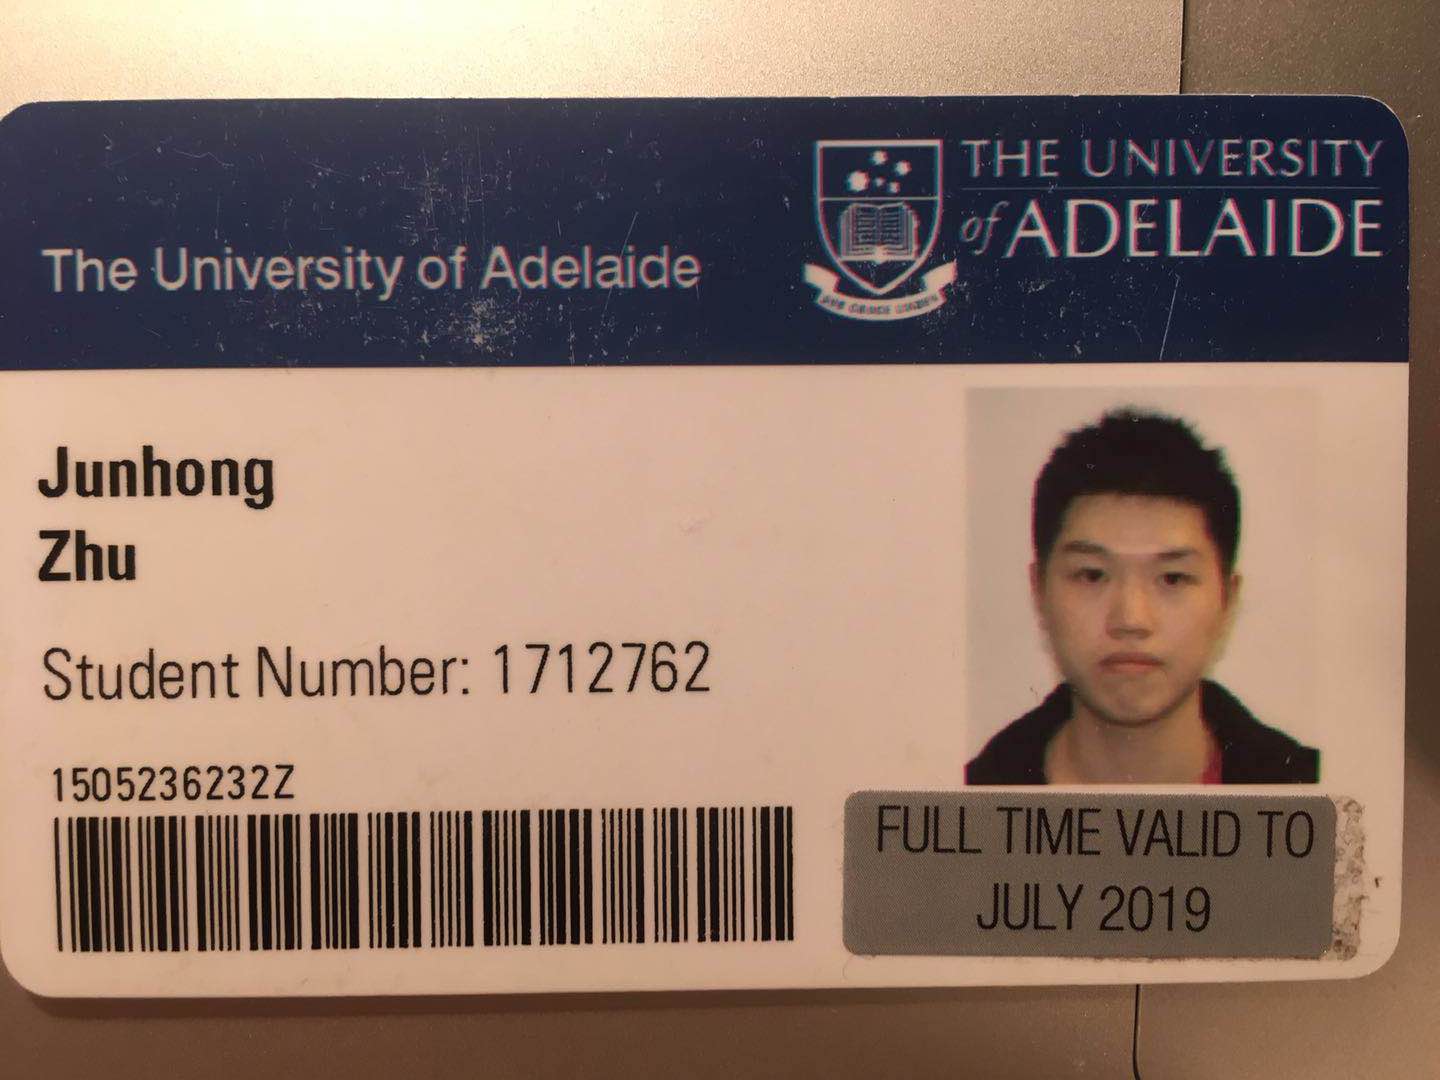 The University of Adelaide
THE UNIVERSITY
of ADELAIDE
Junhong
Zhu
Student Number: 1712762
1505236232Z
FULL TIME VALID TO
JULY 2019